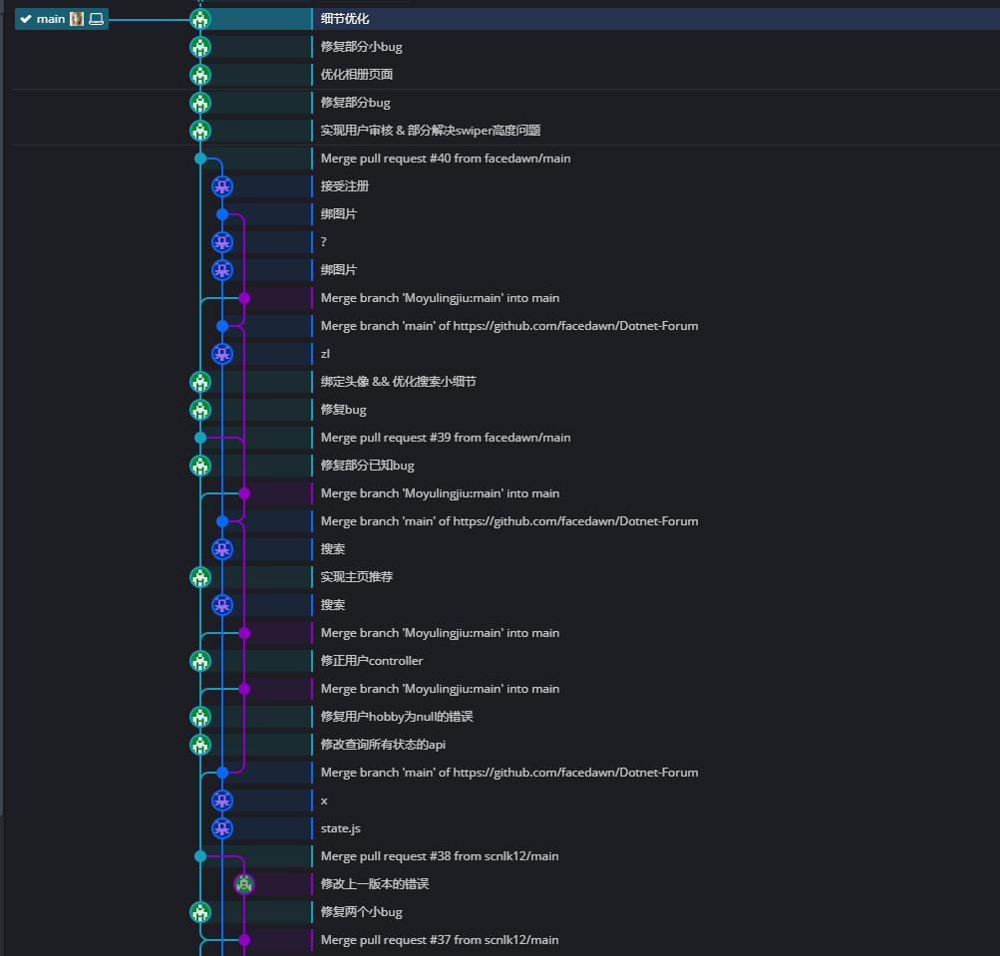 main
细节优化
修复部分小bug
优化相册页面
修复部分bug
实现用户审核 & 部分解决swiper高度问题
Merge pull request #40 from facedawn/main
接受注册
绑图片
?
绑图片
Merge branch 'Moyulingjiu:main' into main
Merge branch 'main' of https://github.com/facedawn/Dotnet-Forum
zl
绑定头像 && 优化搜索小细节
修复bug
Merge pull request #39 from facedawn/main
修复部分已知bug
Merge branch 'Moyulingjiu:main' into main
Merge branch 'main' of https://github.com/facedawn/Dotnet-Forum
搜索
实现主页推荐
搜索
Merge branch 'Moyulingjiu:main' into main
修正用户controller
Merge branch 'Moyulingjiu:main' into main
修复用户hobby为null的错误
修改查询所有状态的api
Merge branch 'main' of https://github.com/facedawn/Dotnet-Forum
x
state.js
Merge pull request #38 from scnlk12/main
修改上一版本的错误
修复两个小bug
Merge pull request #37 from scnlk12/main